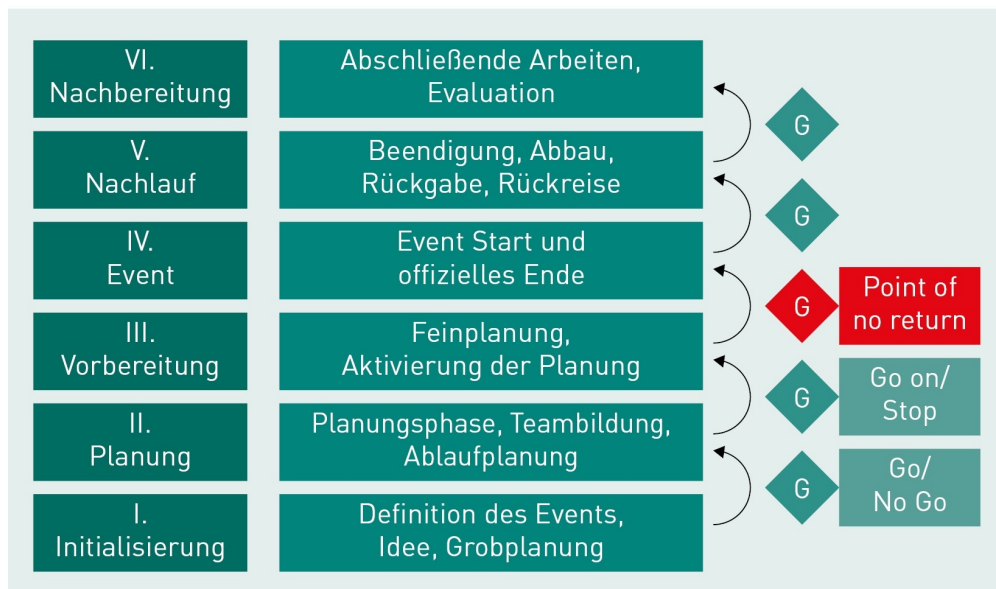 VI.
Nachbereitung
Abschließende Arbeiten,
Evaluation
G
V.
Nachlauf
Beendigung, Abbau,
Rückgabe, Rückreise
G
IV.
Event
Event Start und
offizielles Ende
G
Point of
no return
III.
Vorbereitung
Feinplanung,
Aktivierung der Planung
G
Go on/
Stop
II.
Planung
Planungsphase, Teambildung,
Ablaufplanung
G
Go/
No Go
I.
Initialisierung
Definition des Events,
Idee, Grobplanung